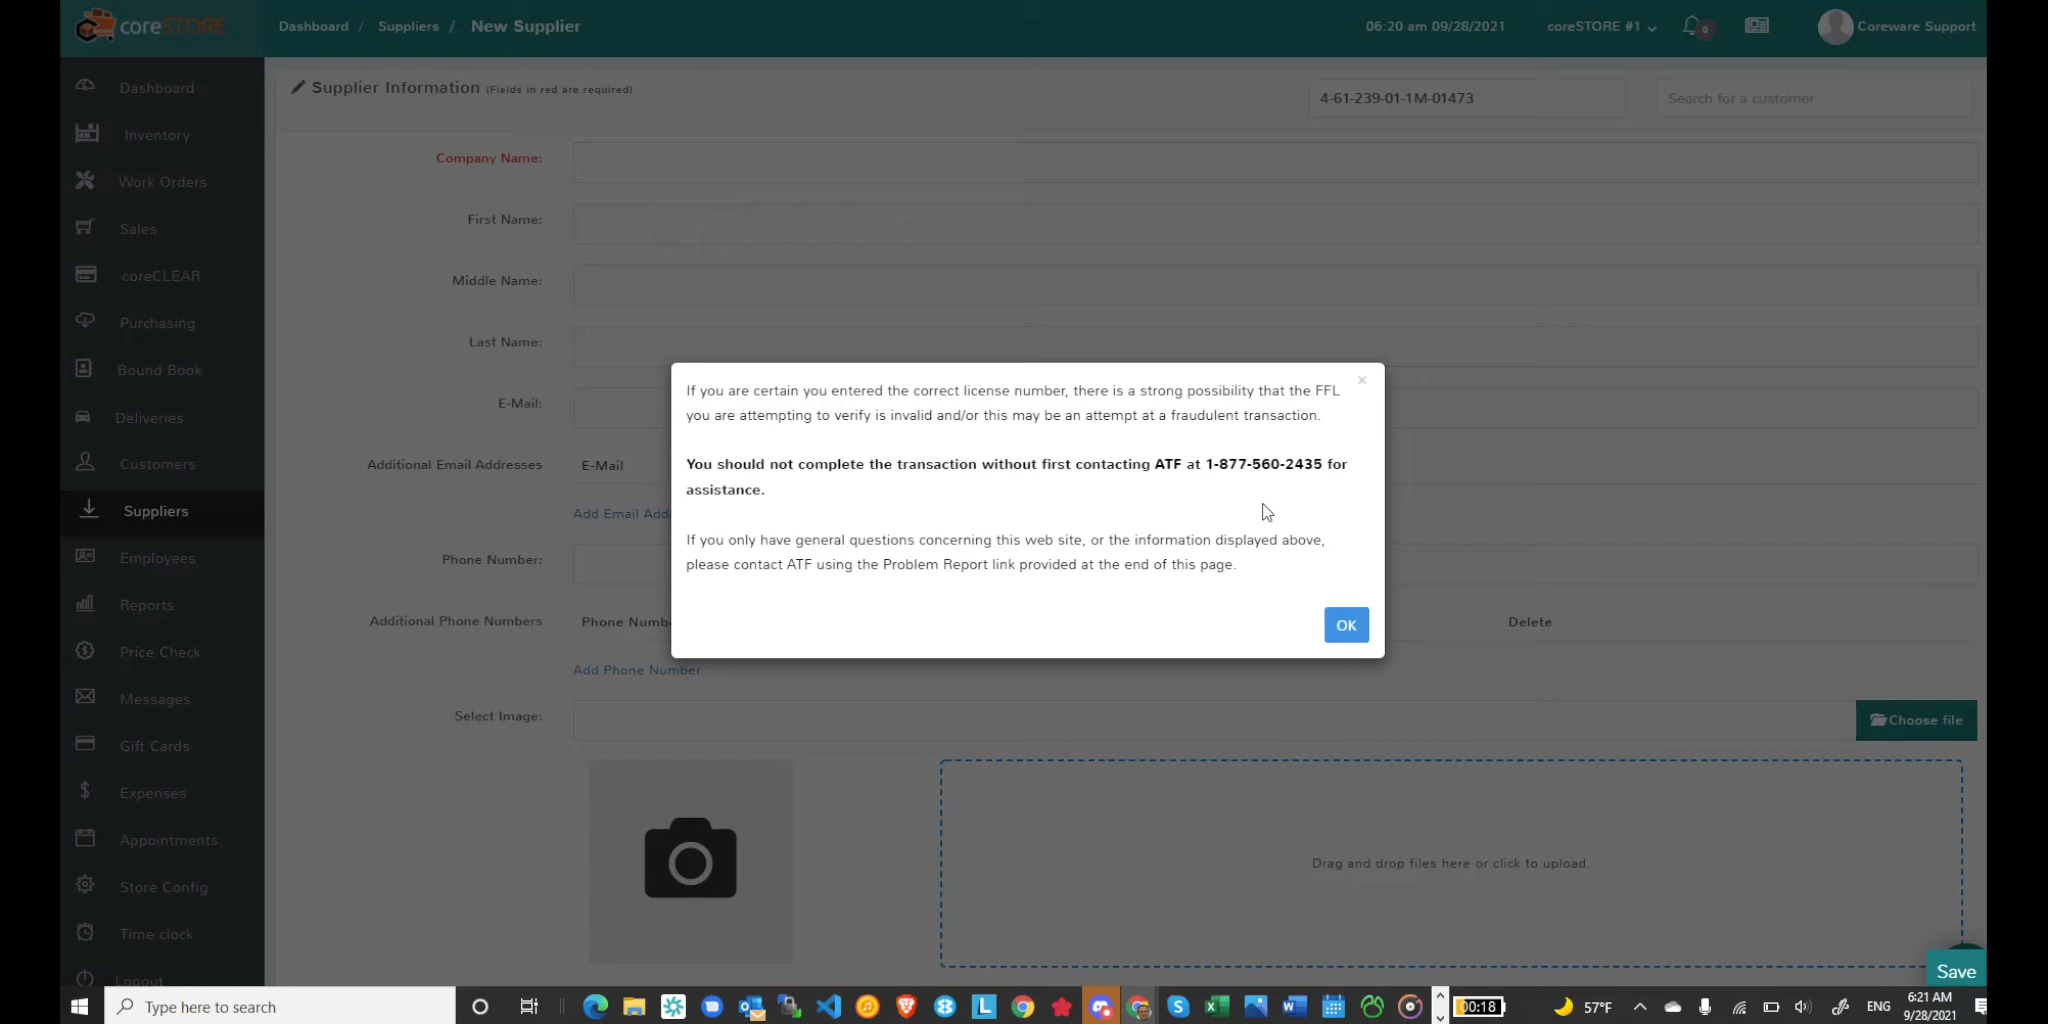 coreSTORE
Dashboard / Suppliers / New Supplier
06:20 am 09/28/2021
coreSTORE #1
0
Coreware Support
Dashboard
Inventory
Work Orders
Sales
coreCLEAR
Purchasing
Bound Book
Deliveries
Customers
Suppliers
Employees
Reports
Price Check
Messages
Gift Cards
Expenses
Appointments
Store Config
Time clock
Logout
Supplier Information (Fields in red are required)
4-61-239-01-1M-01473
Search for a customer
Company Name:
First Name:
Middle Name:
Last Name:
E-Mail:
Additional Email Addresses
E-Mail
Add Email Add
Phone Number:
Additional Phone Numbers
Phone Numb
Delete
Add Phone Number
Select Image:
Choose file
Drag and drop files here or click to upload.
Save
If you are certain you entered the correct license number, there is a strong possibility that the FFL
you are attempting to verify is invalid and/or this may be an attempt at a fraudulent transaction.
You should not complete the transaction without first contacting ATF at 1-877-560-2435 for
assistance.
If you only have general questions concerning this web site, or the information displayed above,
please contact ATF using the Problem Report link provided at the end of this page.
OK
Type here to search
00:18
57°F
ENG
6:21 AM
9/28/2021